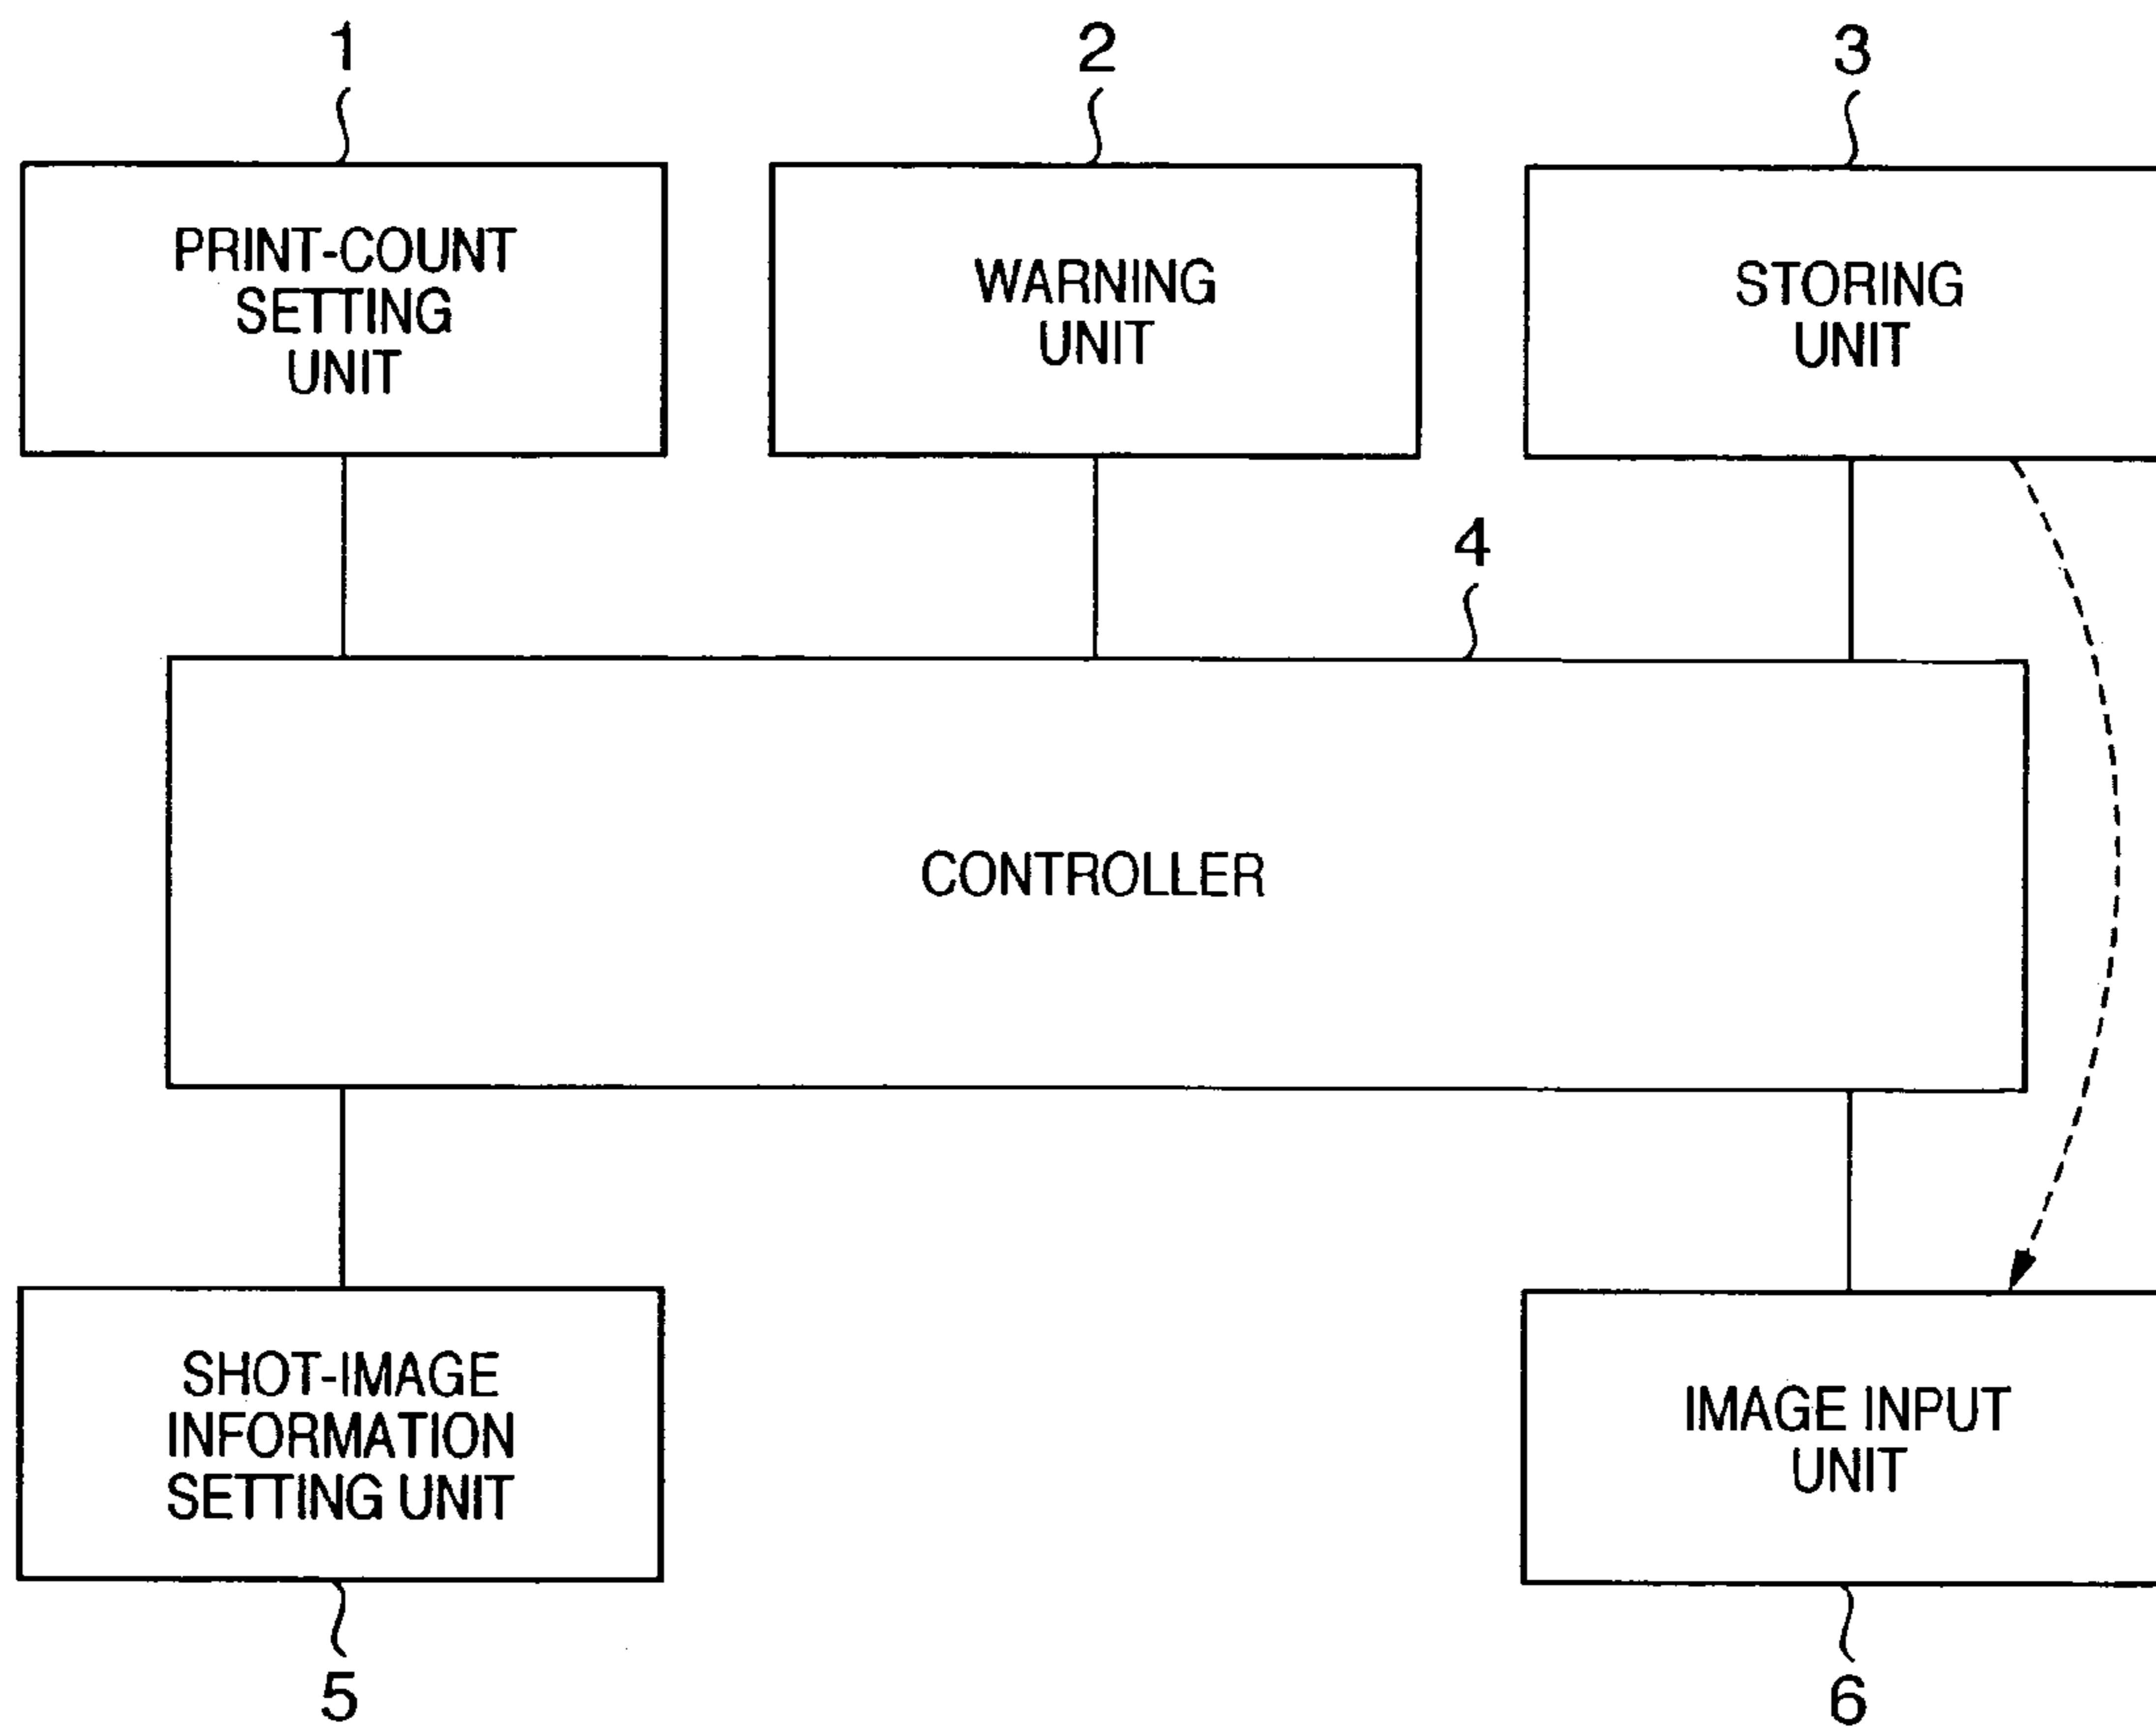 1
2
3
PRINT-COUNT
SETTING
UNIT
WARNING
UNIT
STORING
UNIT
4
CONTROLLER
SHOT-IMAGE
INFORMATION
SETTING UNIT
IMAGE INPUT
UNIT
5
6